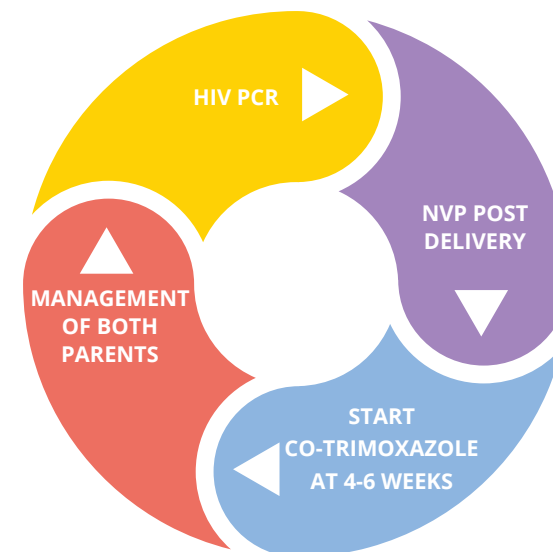 HIV PCR
NVP POST
DELIVERY
START
CO-TRIMOXAZOLE
AT 4-6 WEEKS
MANAGEMENT
OF BOTH
PARENTS